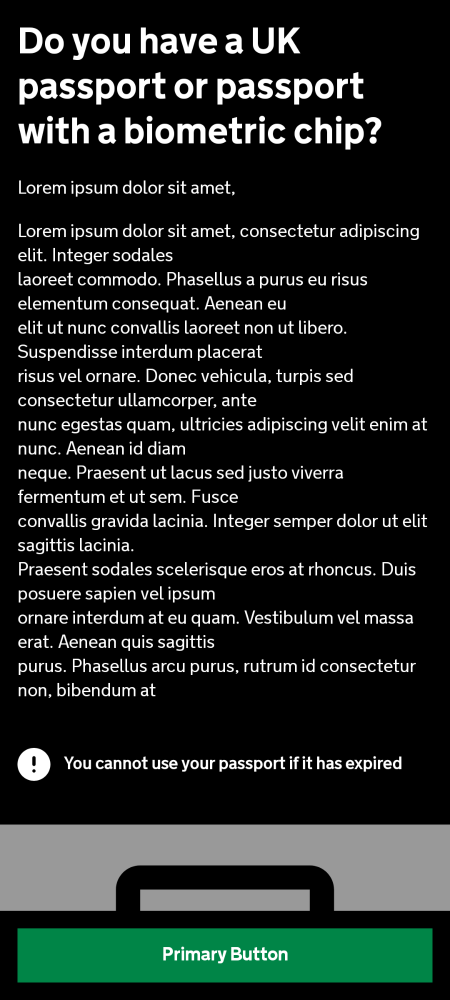 Do you have a UK
passport or passport
with a biometric chip?
Lorem ipsum dolor sit amet,
Lorem ipsum dolor sit amet, consectetur adipiscing
elit. Integer sodales
laoreet commodo. Phasellus a purus eu risus
elementum consequat. Aenean eu
elit ut nunc convallis laoreet non ut libero.
Suspendisse interdum placerat
risus vel ornare. Donec vehicula, turpis sed
consectetur ullamcorper, ante
nunc egestas quam, ultricies adipiscing velit enim at
nunc. Aenean id diam
neque. Praesent ut lacus sed justo viverra
fermentum et ut sem. Fusce
convallis gravida lacinia. Integer semper dolor ut elit
sagittis lacinia.
Praesent sodales scelerisque eros at rhoncus. Duis
posuere sapien vel ipsum
ornare interdum at eu quam. Vestibulum vel massa
erat. Aenean quis sagittis
purus. Phasellus arcu purus, rutrum id consectetur
non, bibendum at
You cannot use your passport if it has expired
Primary Button